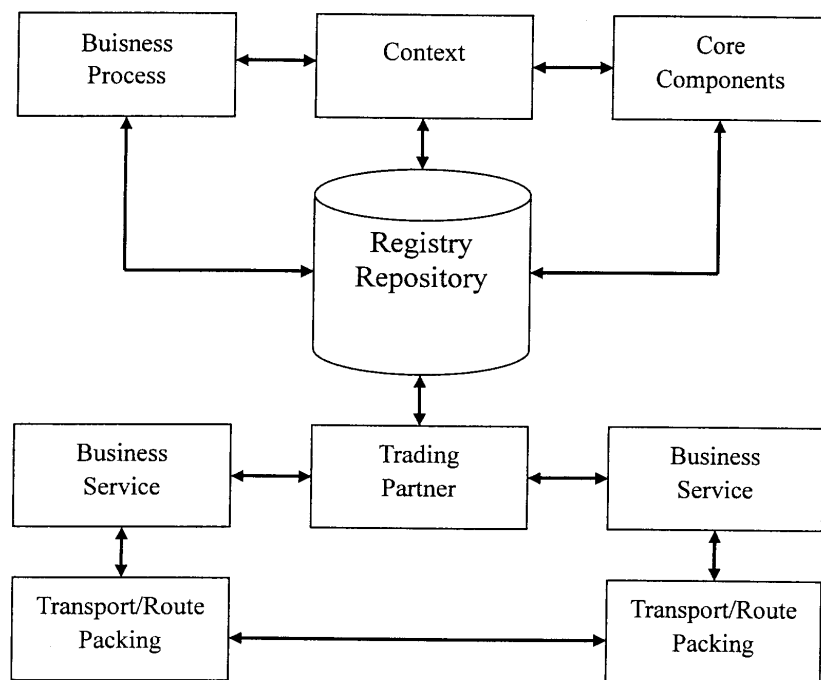 Buisness
Process
Context
Core
Components
Registry
Repository
Business
Service
Trading
Partner
Business
Service
Transport/Route
Packing
Transport/Route
Packing